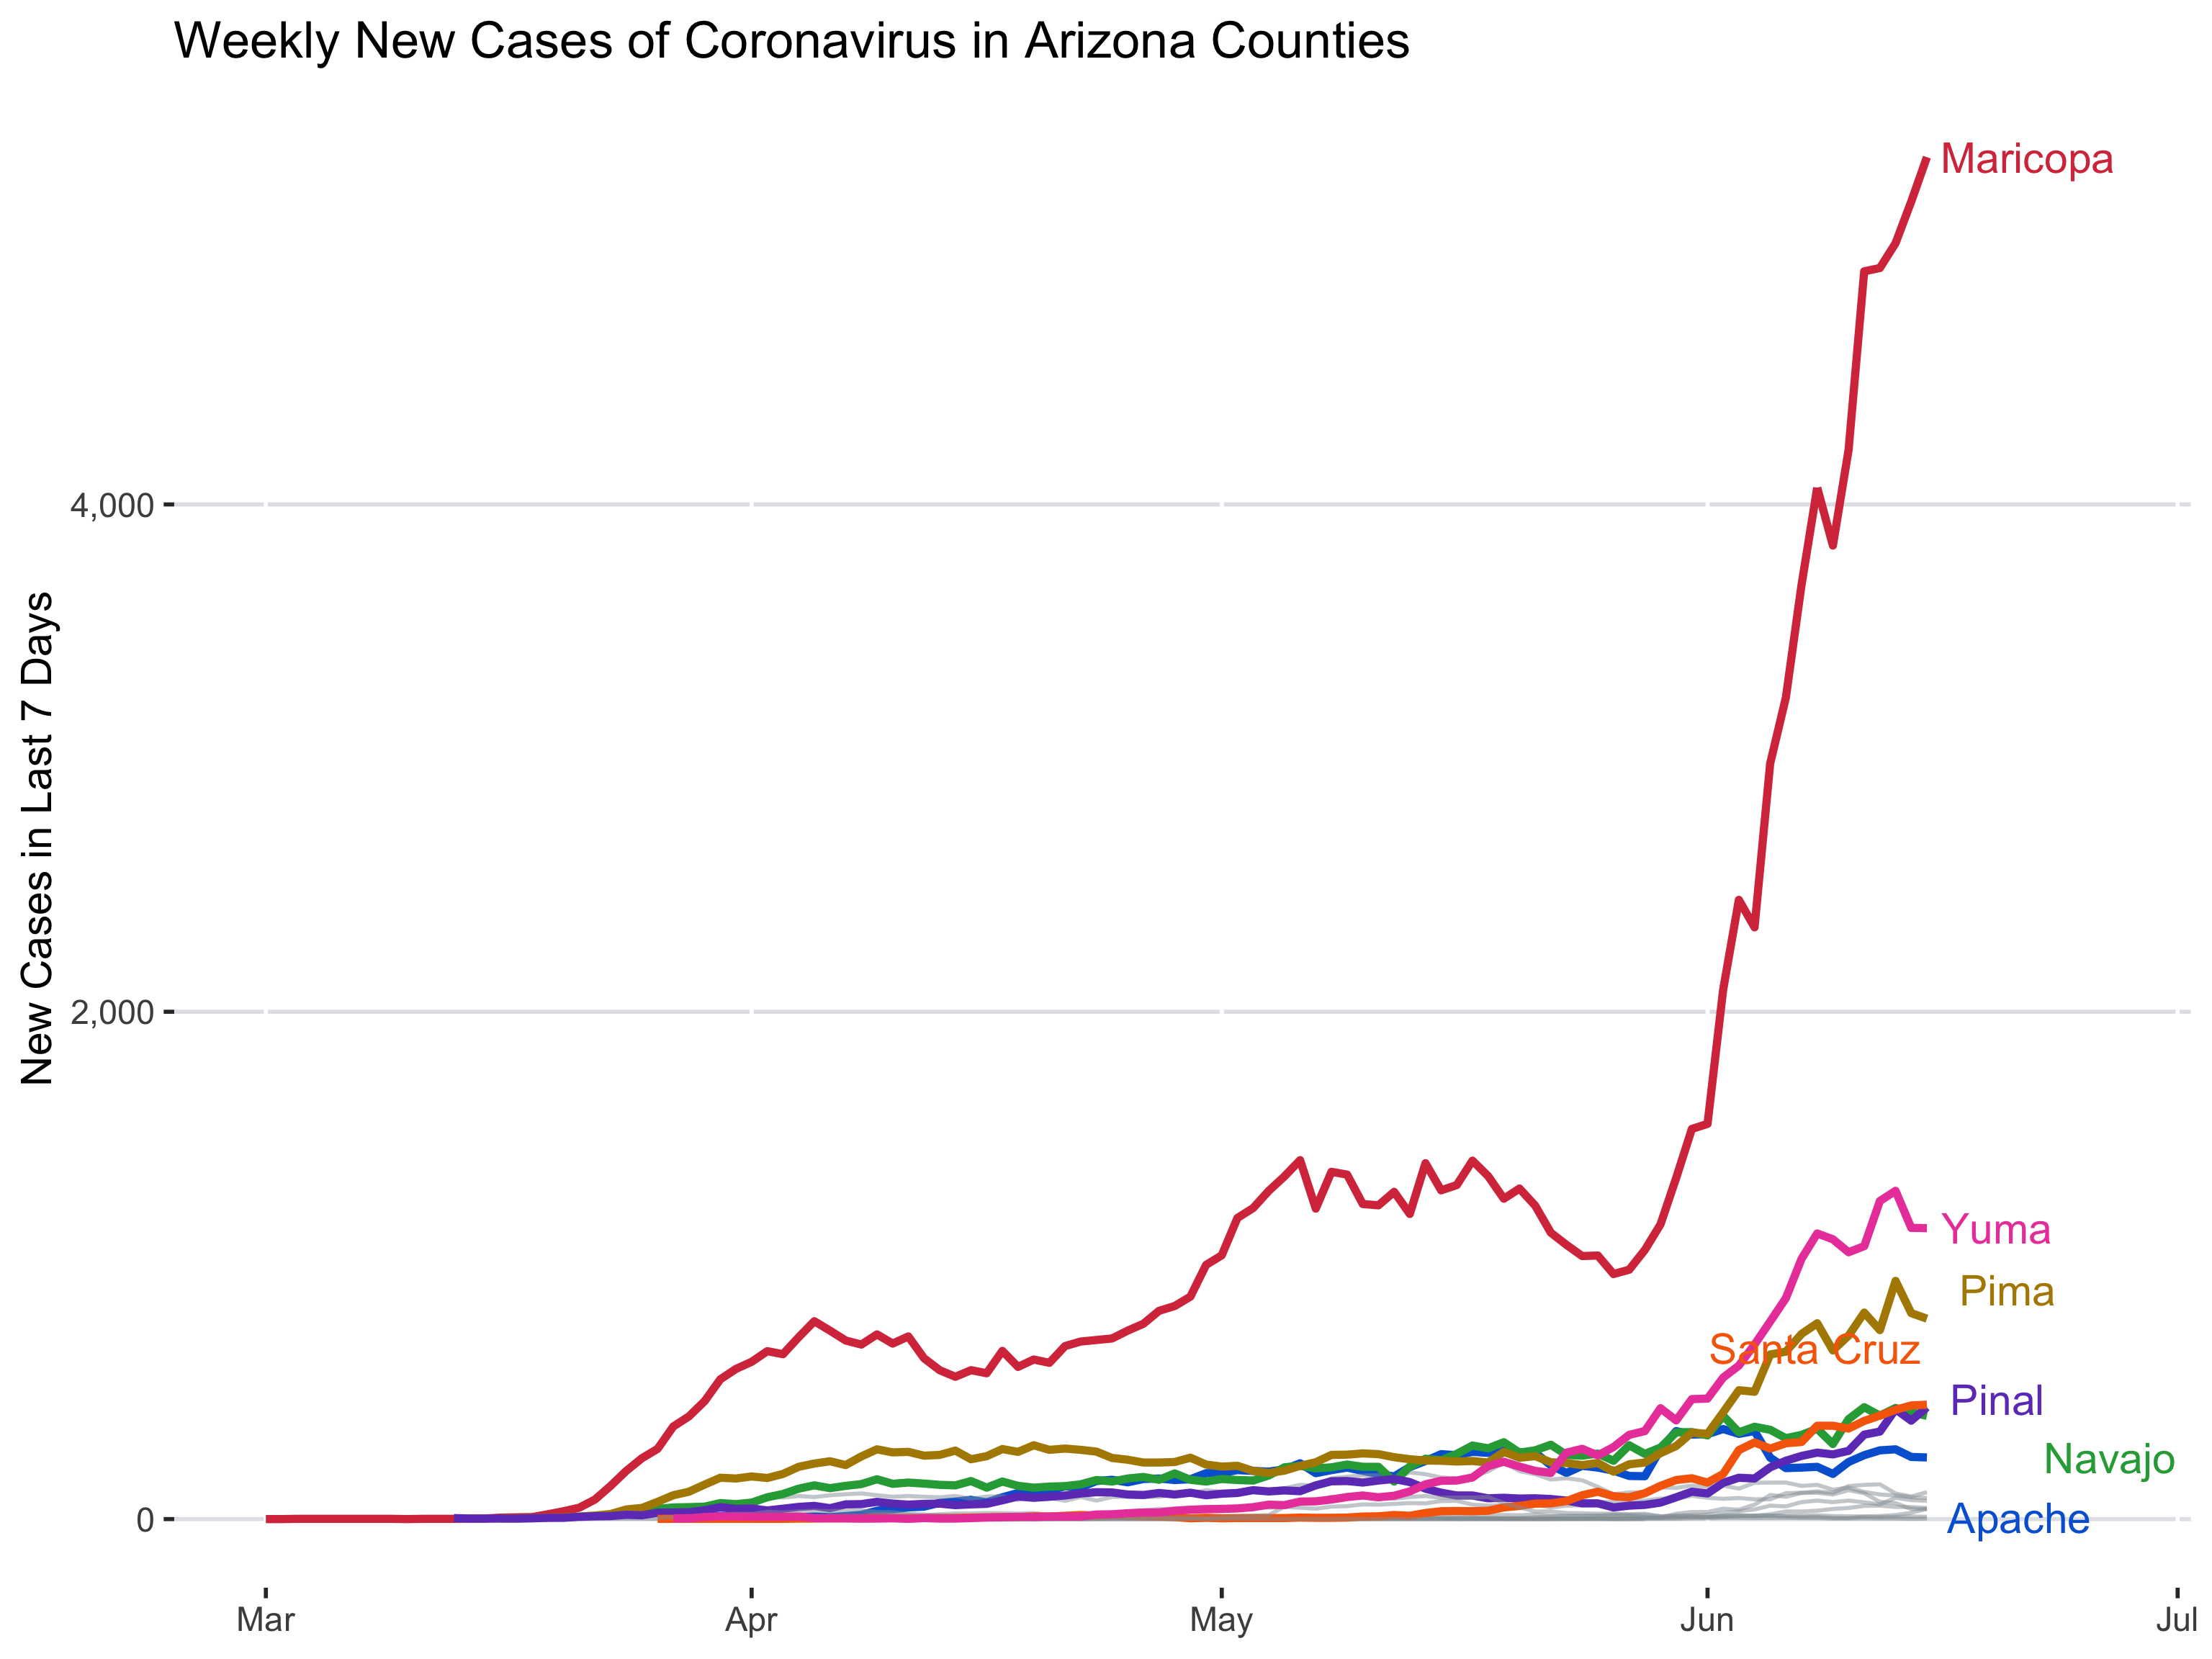 Weekly New Cases of Coronavirus in Arizona Counties
New Cases in Last 7 Days
4,000
2,000
0
Maricopa
Yuma
Pima
Santa Cruz
Pinal
Navajo
Apache
Mar
Apr
May
Jun
Jul